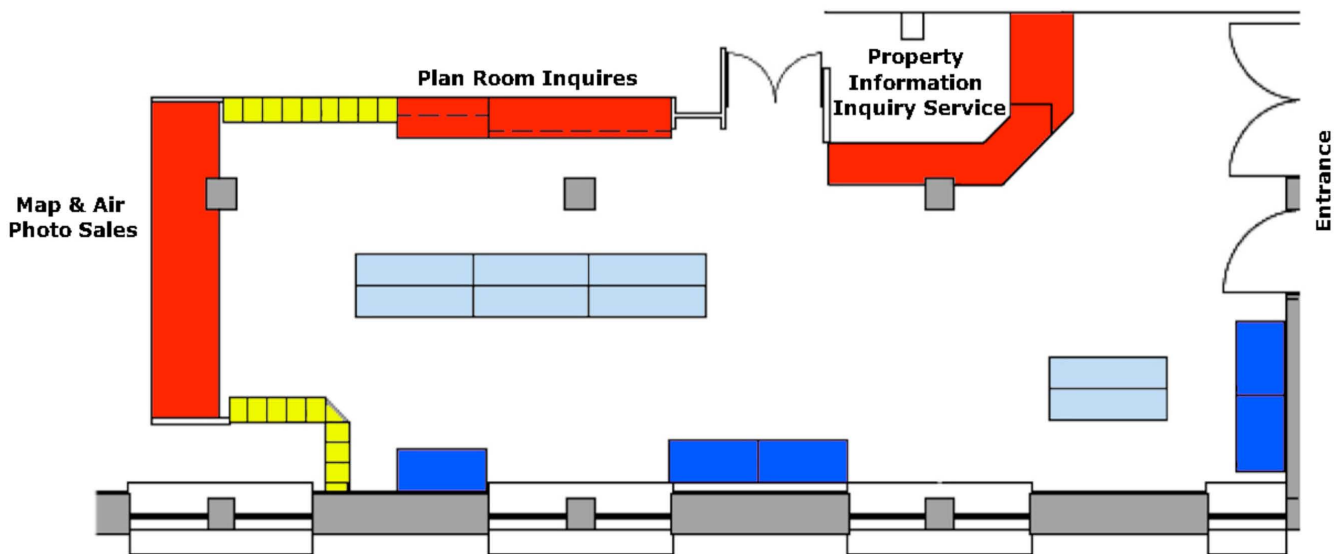 Plan Room Inquires
Property
Information
Inquiry Service
Map & Air
Photo Sales
Entrance